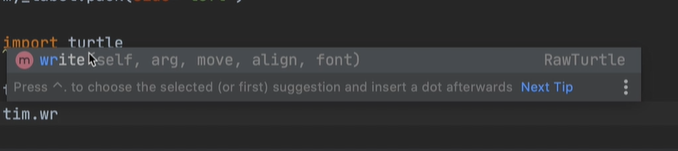 import turtle
write(self, arg, move, align, font) RawTurtle
Press ^. to choose the selected (or first) suggestion and insert a dot afterwards Next Tip
tim.wr